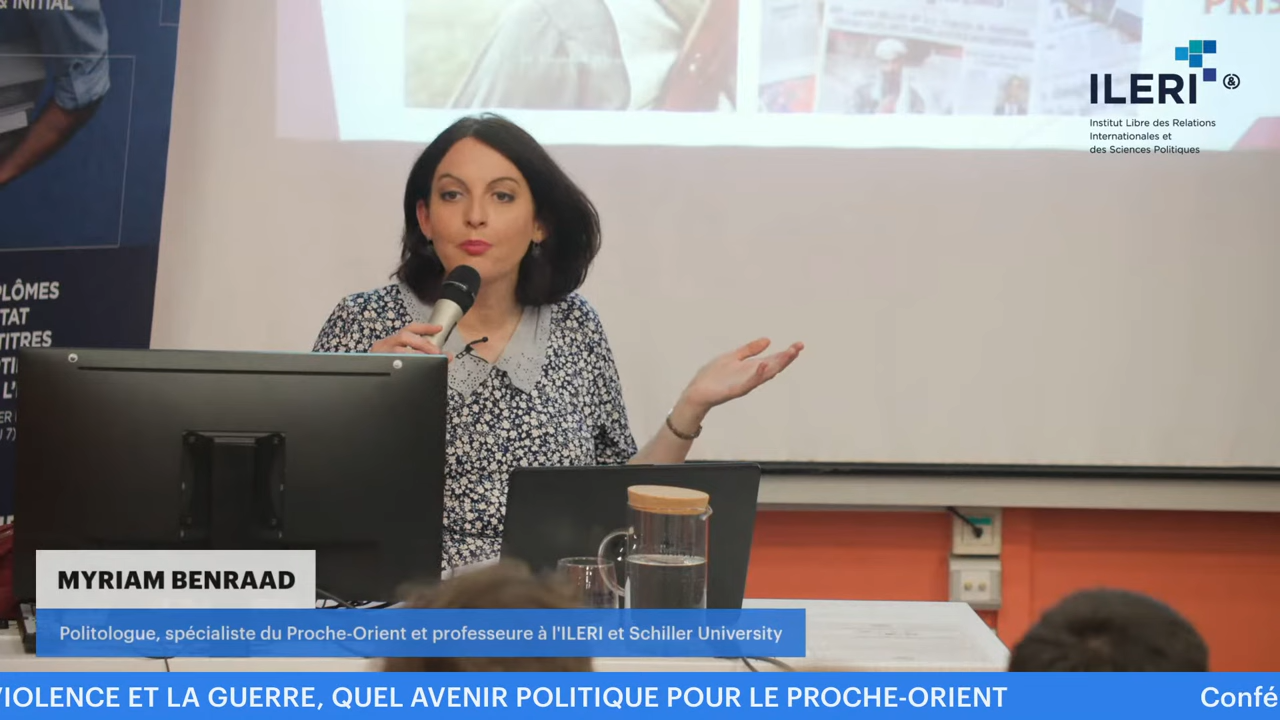 & INITIAL
PRIS
ILERI &
Institut Libre des Relations
Internationales et
des Sciences Politiques
PLÔMES
TAT
TITRES
MYRIAM BENRAAD
Politologue, spécialiste du Proche-Orient et professeure à l'ILERI et Schiller University
VIOLENCE ET LA GUERRE, QUEL AVENIR POLITIQUE POUR LE PROCHE-ORIENT Confé